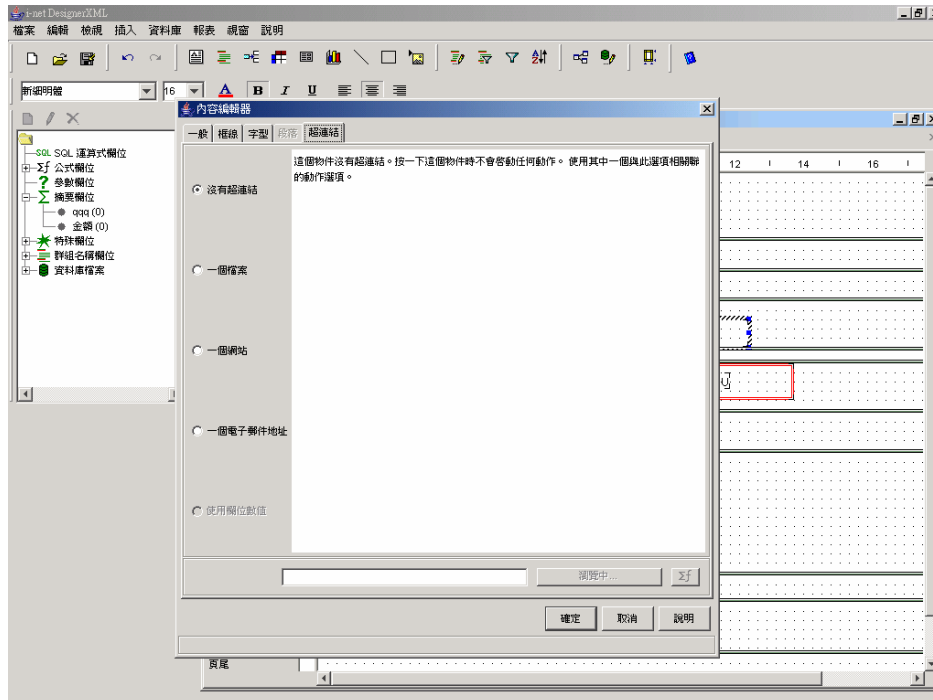 i-net DesignerXML
檔案 編輯 檢視 插入 資料庫 報表 視窗 說明
新細明體 16 A B I U
內容編輯器
一般 框線 字型 段落 超連結
SQL SQL 運算式欄位
Σf 公式欄位
? 參數欄位
Σ 摘要欄位
qqq (0)
金額 (0)
特殊欄位
群組名稱欄位
資料庫檔案
這個物件沒有超連結。按一下這個物件時不會啓動任何動作。 使用其中一個與此選項相關聯
的動作選項。
沒有超連結
一個檔案
一個網站
一個電子郵件地址
使用欄位數值
瀏覽中... Σf
確定 取消 說明
12 14 16
頁尾